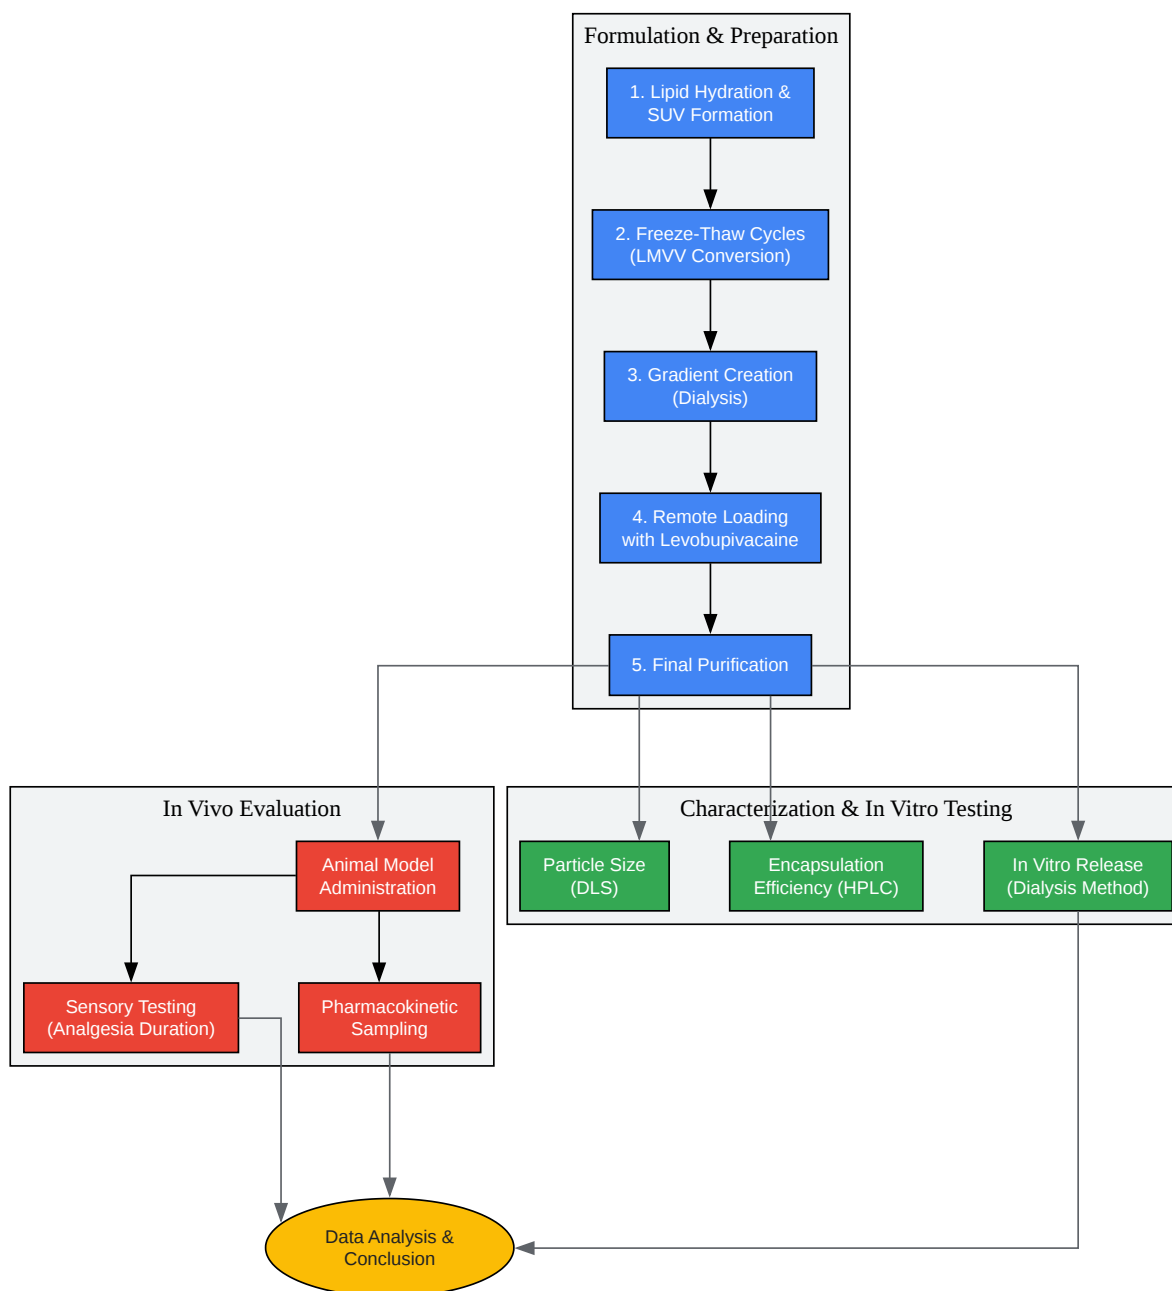 Formulation & Preparation
1. Lipid Hydration &
SUV Formation
2. Freeze-Thaw Cycles
(LMVV Conversion)
3. Gradient Creation
(Dialysis)
4. Remote Loading
with Levobupivacaine
5. Final Purification
In Vivo Evaluation
Animal Model
Administration
Sensory Testing
(Analgesia Duration)
Pharmacokinetic
Sampling
Characterization & In Vitro Testing
Particle Size
(DLS)
Encapsulation
Efficiency (HPLC)
In Vitro Release
(Dialysis Method)
Data Analysis &
Conclusion